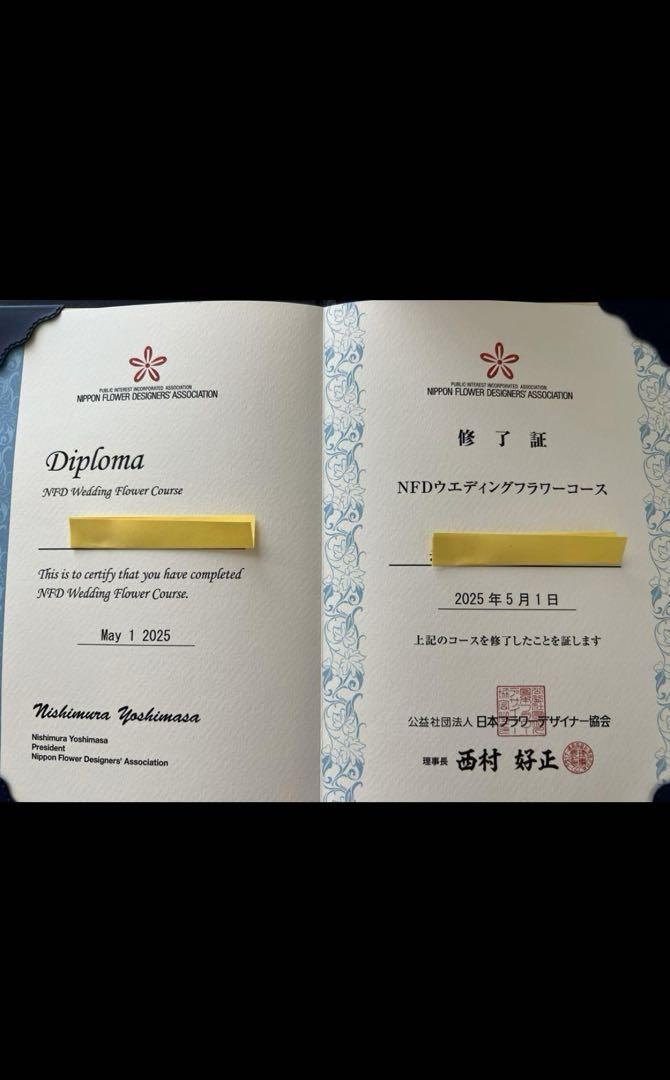 PUBLIC INTEREST INCORPORATED ASSOCIATION
NIPPON FLOWER DESIGNERS' ASSOCIATION
Diploma
NFD Wedding Flower Course
This is to certify that you have completed
NFD Wedding Flower Course.
May 1 2025
Nishimura Yoshimasa
Nishimura Yoshimasa
President
Nippon Flower Designers' Association
PUBLIC INTEREST INCORPORATED ASSOCIATION
NIPPON FLOWER DESIGNERS' ASSOCIATION
修了証
NFDウエディングフラワーコース
2025年5月1日
上記のコースを修了したことを証します
公益社団法人 日本フラワーデザイナー協会
理事長 西村 好正